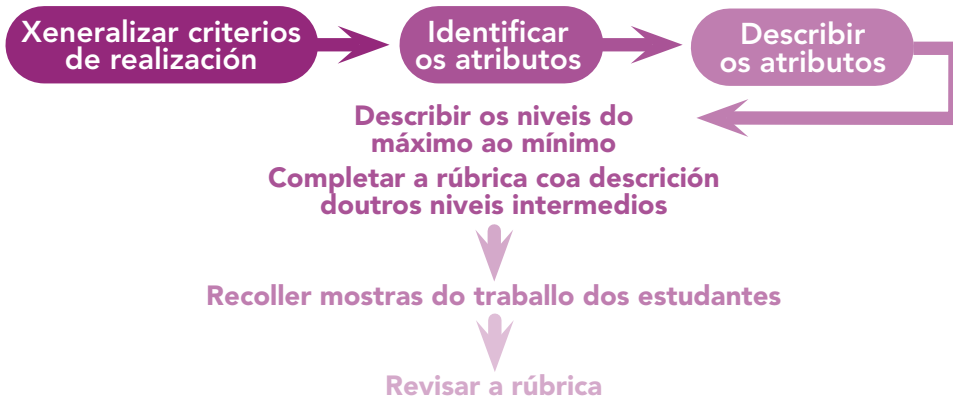 Xeneralizar criterios
de realización
Identificar
os atributos
Describir
os atributos
Describir os niveis do
máximo ao mínimo
Completar a rúbrica coa descrición
doutros niveis intermedios
Recoller mostras do traballo dos estudantes
Revisar a rúbrica